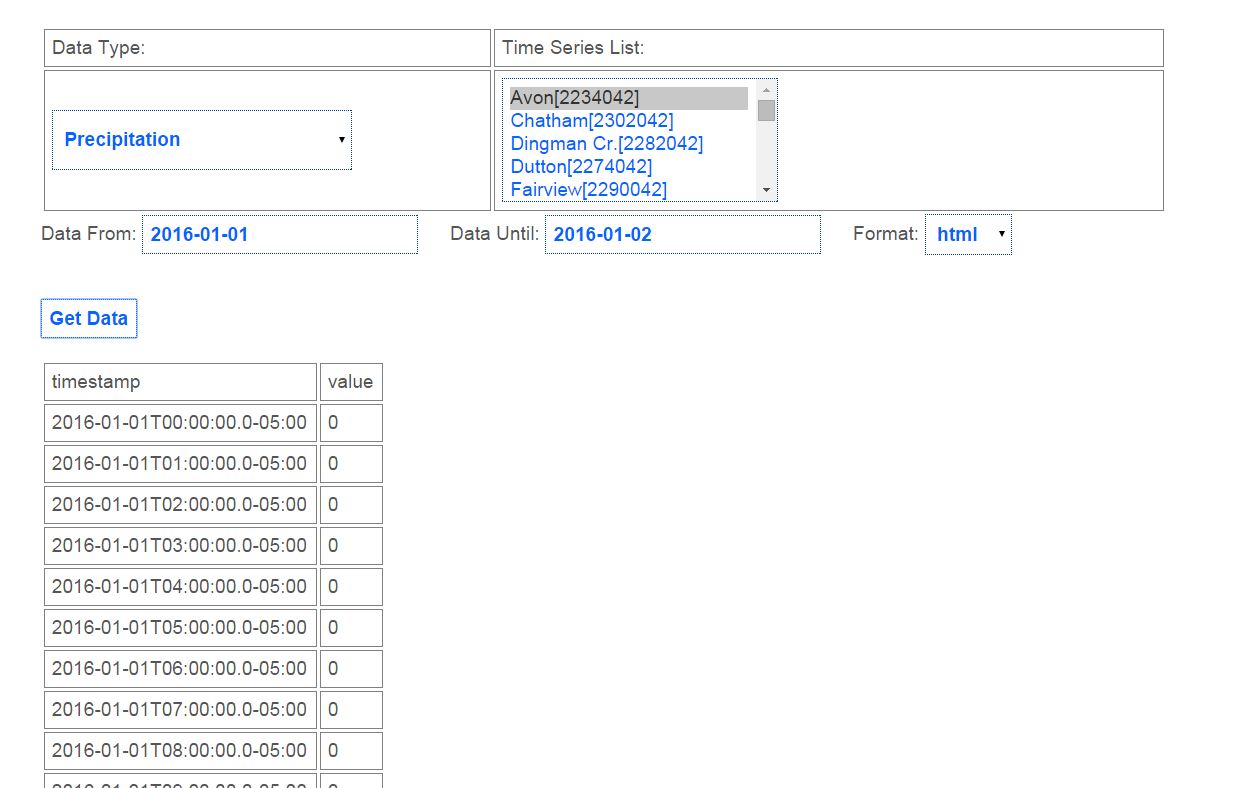 Data Type: Time Series List:
Precipitation
Avon[2234042]
Chatham[2302042]
Dingman Cr.[2282042]
Dutton[2274042]
Fairview[2290042]
Data From: 2016-01-01 Data Until: 2016-01-02 Format: html
Get Data
timestamp value
2016-01-01T00:00:00.0-05:00 0
2016-01-01T01:00:00.0-05:00 0
2016-01-01T02:00:00.0-05:00 0
2016-01-01T03:00:00.0-05:00 0
2016-01-01T04:00:00.0-05:00 0
2016-01-01T05:00:00.0-05:00 0
2016-01-01T06:00:00.0-05:00 0
2016-01-01T07:00:00.0-05:00 0
2016-01-01T08:00:00.0-05:00 0